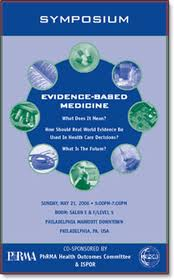 SYMPOSIUM
EVIDENCE-BASED
MEDICINE
What Does It Mean?
How Should Real World Evidence Be
Used In Health Care Decisions?
What Is The Future?
SUNDAY, MAY 21, 2006 • 5:00PM-7:00PM
ROOM: SALON E & F/LEVEL 5
PHILADELPHIA MARRIOTT DOWNTOWN
PHILADELPHIA, PA, USA
CO-SPONSORED BY
PhRMA
PhRMA Health Outcomes Committee
& ISPOR